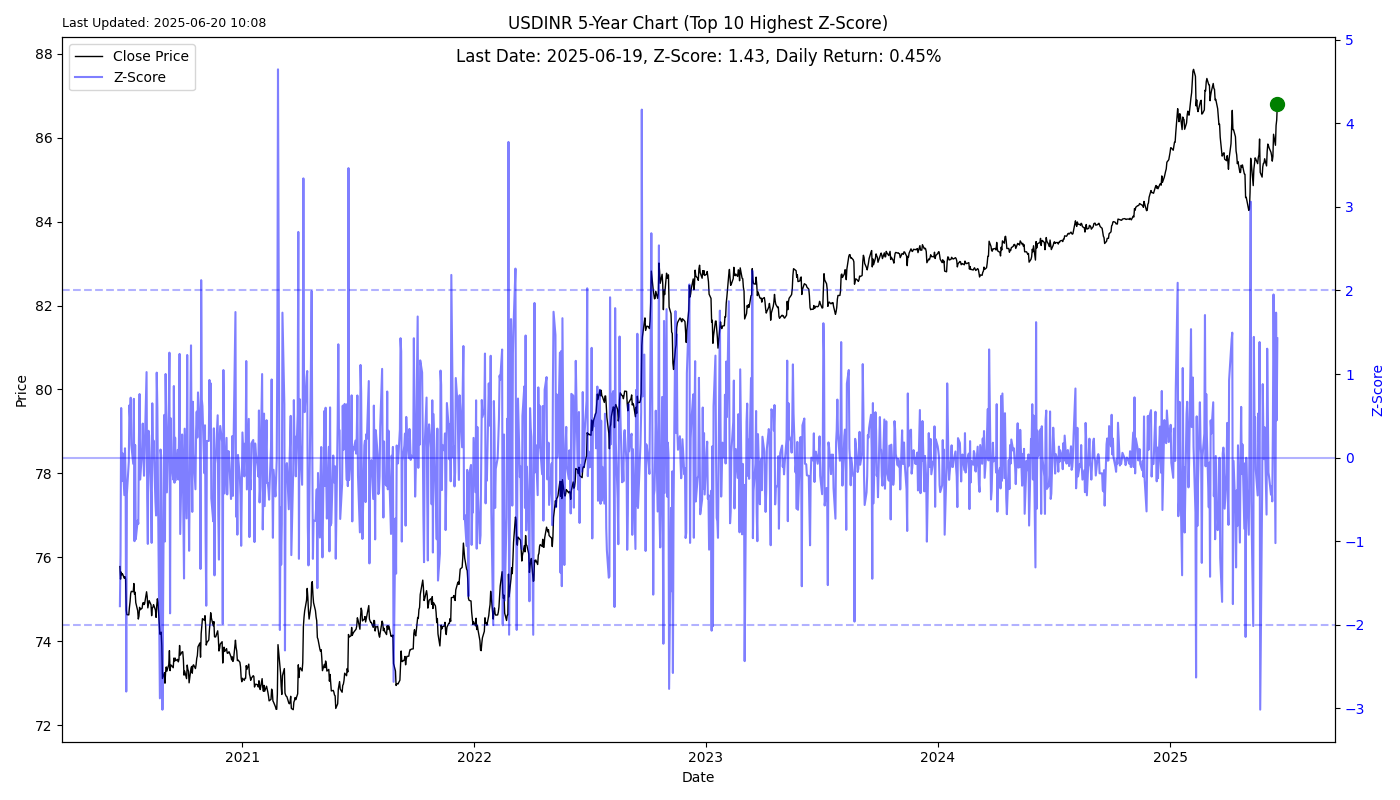 Last Updated: 2025-06-20 10:08
USDINR 5-Year Chart (Top 10 Highest Z-Score)
Last Date: 2025-06-19, Z-Score: 1.43, Daily Return: 0.45%
Close Price
Z-Score
88
86
84
82
80
78
76
74
72
Price
5
4
3
2
1
0
−1
−2
−3
Z-Score
2021
2022
2023
2024
2025
Date